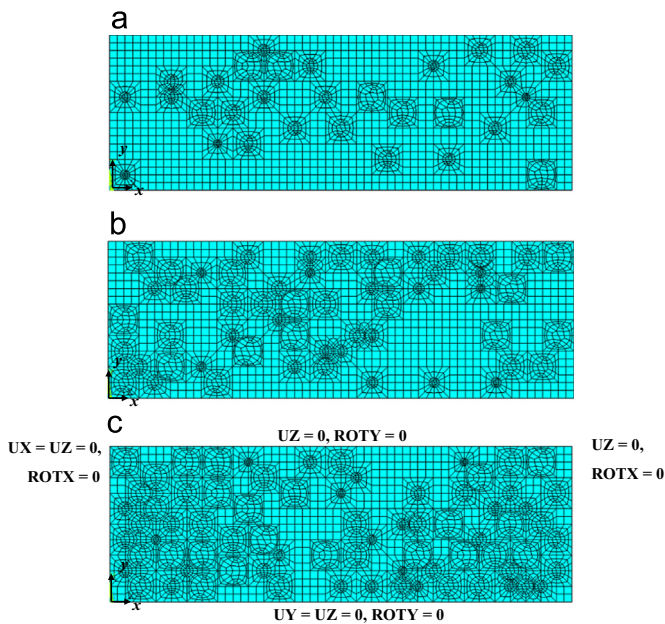 a
y
x
b
y
x
c
UX = UZ = 0,
ROTX = 0
UZ = 0, ROTY = 0
UZ = 0,
ROTX = 0
y
x
UY = UZ = 0, ROTY = 0